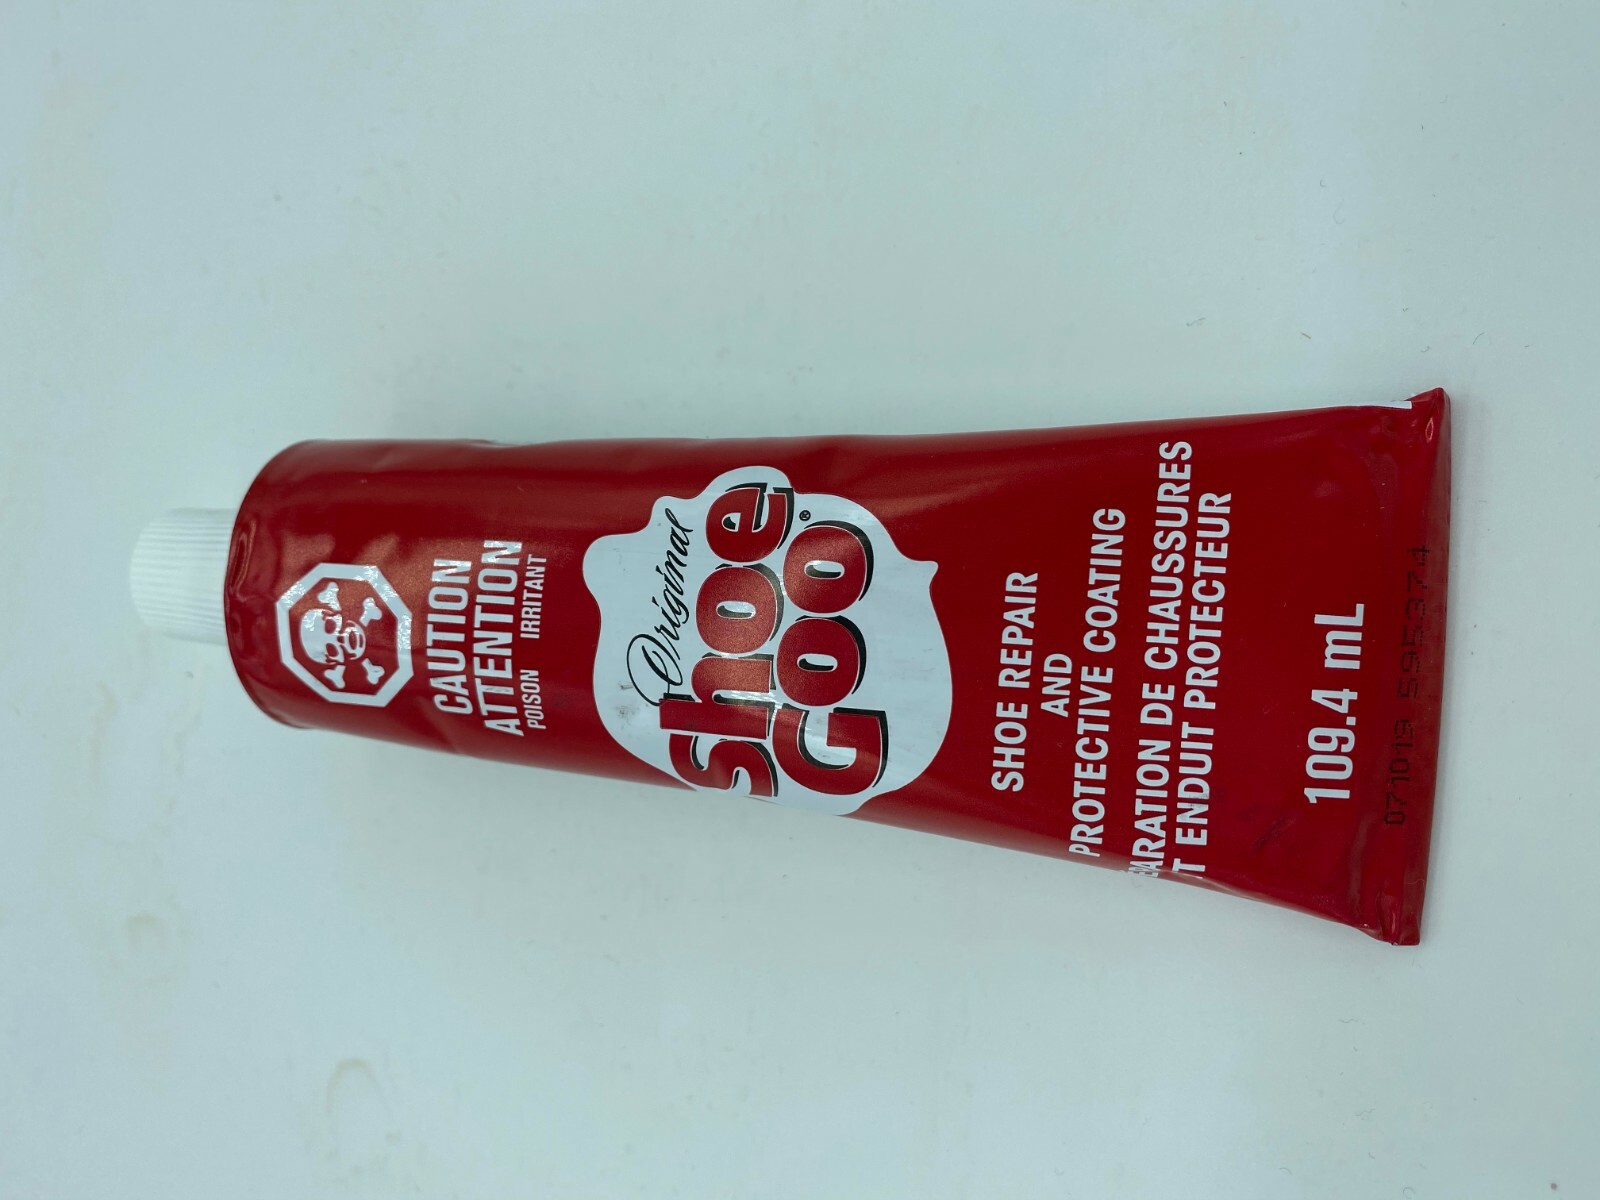 CAUTION
ATTENTION
POISON IRRITANT
Original
Shoe
Goo®
SHOE REPAIR
AND
PROTECTIVE COATING
ÉPARATION DE CHAUSSURES
T ENDUIT PROTECTEUR
109.4 mL
071019 595374